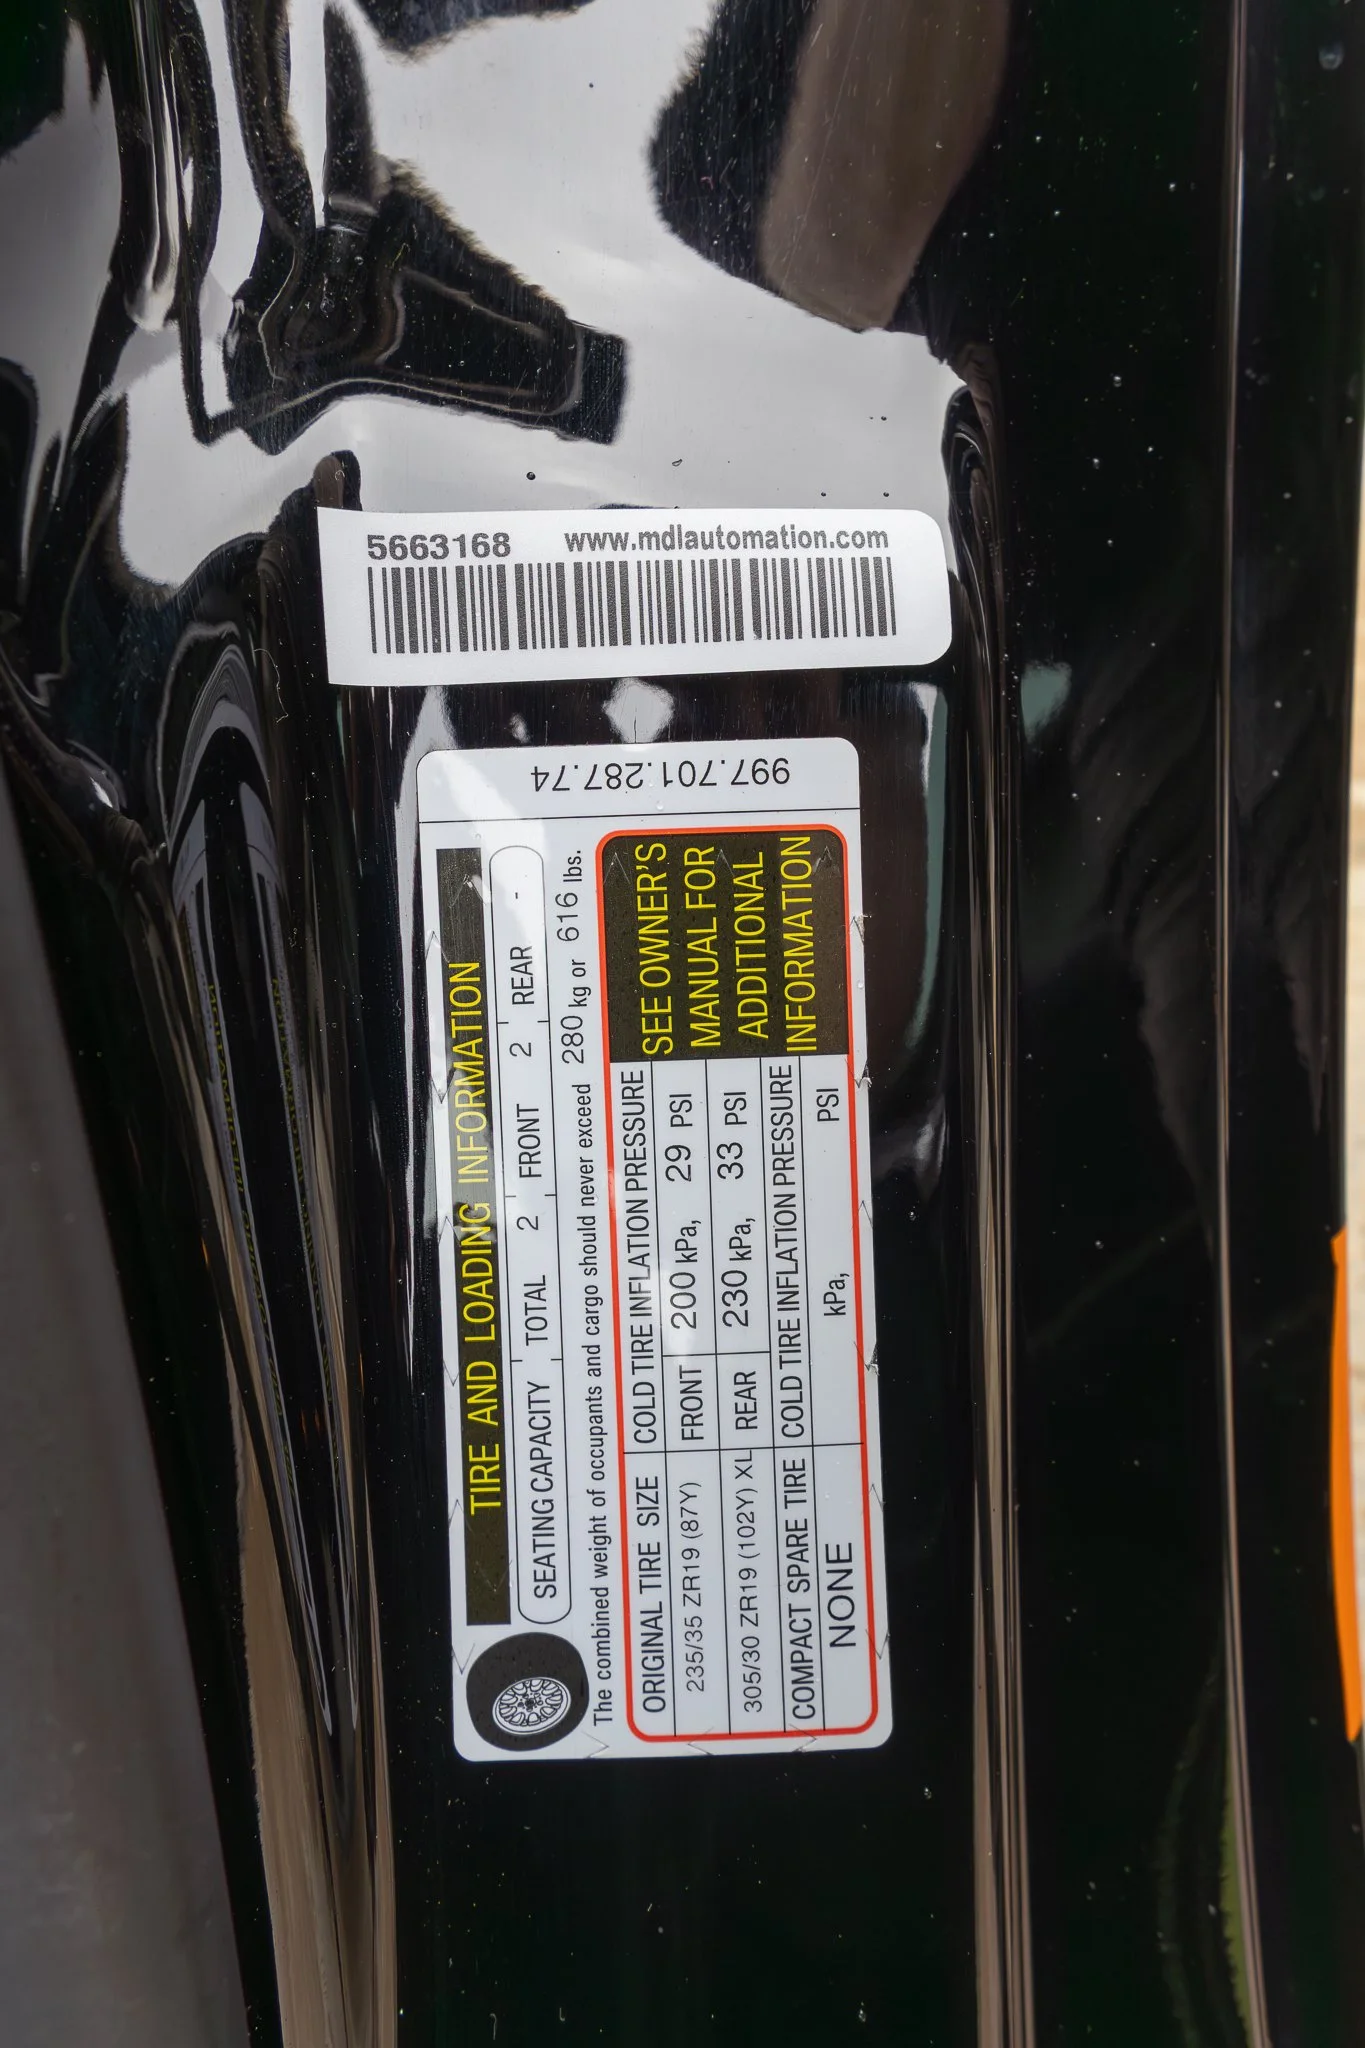 5663168 www.mdlautomation.com
997.701.287.74
TIRE AND LOADING INFORMATION
SEATING CAPACITY TOTAL 2 FRONT 2 REAR -
The combined weight of occupants and cargo should never exceed 280 kg or 616 lbs.
ORIGINAL TIRE SIZE COLD TIRE INFLATION PRESSURE
235/35 ZR19 (87Y) FRONT 200 kPa, 29 PSI
305/30 ZR19 (102Y) XL REAR 230 kPa, 33 PSI
COMPACT SPARE TIRE COLD TIRE INFLATION PRESSURE
NONE kPa, PSI
SEE OWNER'S
MANUAL FOR
ADDITIONAL
INFORMATION